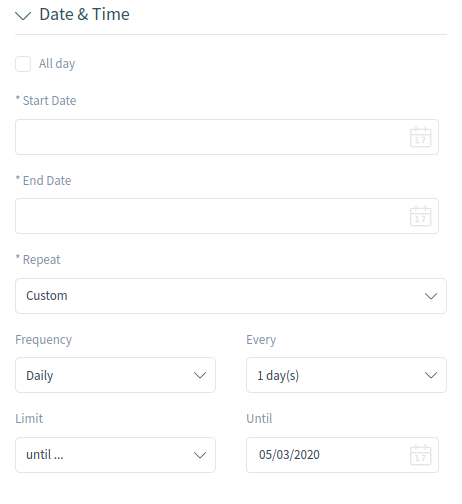 Date & Time
All day
* Start Date
17
* End Date
17
* Repeat
Custom
Frequency Every
Daily 1 day(s)
Limit Until
until ... 05/03/2020 17